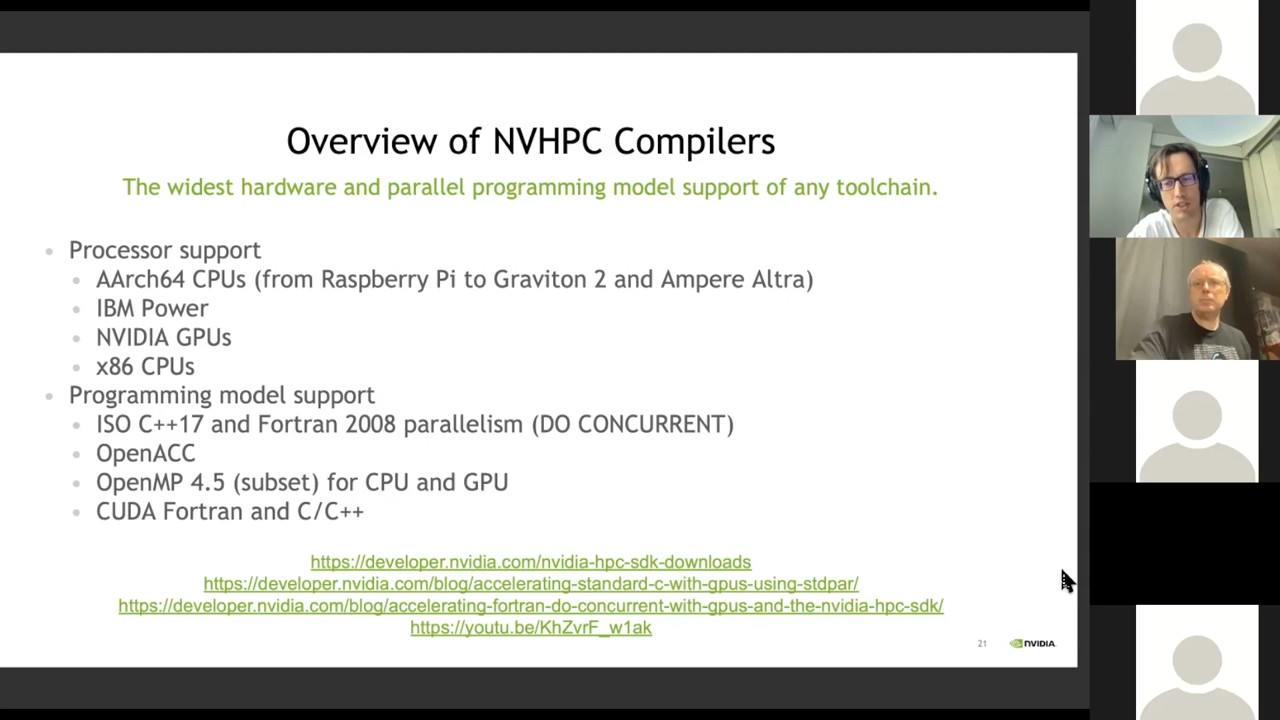 Overview of NVHPC Compilers
The widest hardware and parallel programming model support of any toolchain.
• Processor support
• AArch64 CPUs (from Raspberry Pi to Graviton 2 and Ampere Altra)
• IBM Power
• NVIDIA GPUs
• x86 CPUs
• Programming model support
• ISO C++17 and Fortran 2008 parallelism (DO CONCURRENT)
• OpenACC
• OpenMP 4.5 (subset) for CPU and GPU
• CUDA Fortran and C/C++
https://developer.nvidia.com/nvidia-hpc-sdk-downloads
https://developer.nvidia.com/blog/accelerating-standard-c-with-gpus-using-stdpar/
https://developer.nvidia.com/blog/accelerating-fortran-do-concurrent-with-gpus-and-the-nvidia-hpc-sdk/
https://youtu.be/KhZvrF_w1ak
21 NVIDIA